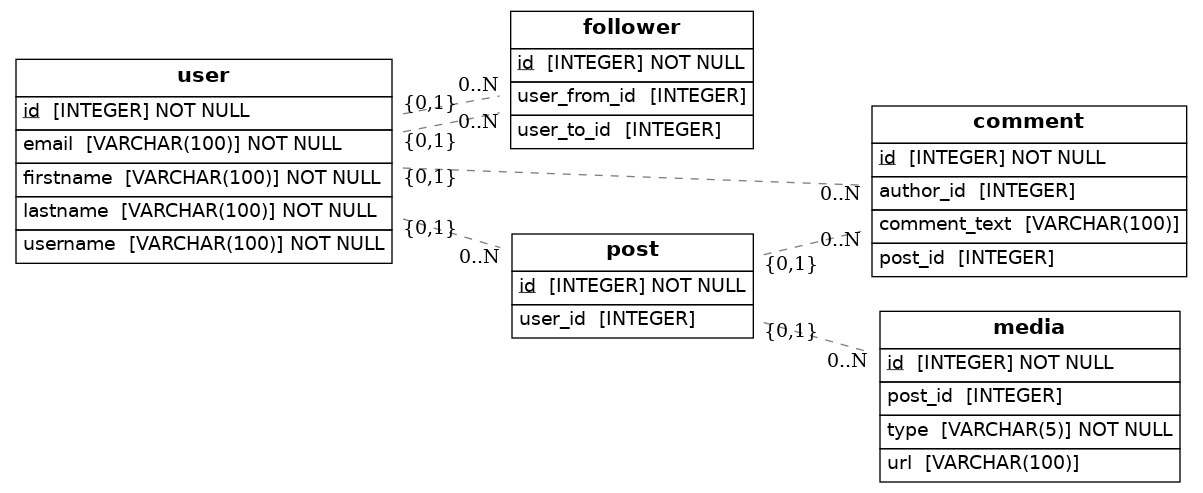 user
id [INTEGER] NOT NULL
email [VARCHAR(100)] NOT NULL
firstname [VARCHAR(100)] NOT NULL
lastname [VARCHAR(100)] NOT NULL
username [VARCHAR(100)] NOT NULL
{0,1}
0..N
{0,1}
0..N
{0,1}
0..N
{0,1}
0..N
follower
id [INTEGER] NOT NULL
user_from_id [INTEGER]
user_to_id [INTEGER]
post
id [INTEGER] NOT NULL
user_id [INTEGER]
{0,1}
0..N
{0,1}
0..N
comment
id [INTEGER] NOT NULL
author_id [INTEGER]
comment_text [VARCHAR(100)]
post_id [INTEGER]
media
id [INTEGER] NOT NULL
post_id [INTEGER]
type [VARCHAR(5)] NOT NULL
url [VARCHAR(100)]